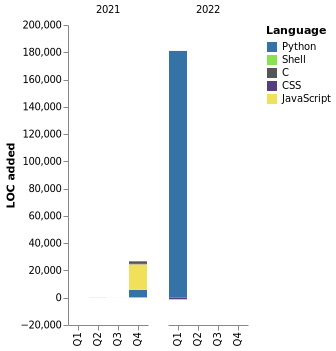 2021
2022
Language
Python
Shell
C
CSS
JavaScript
LOC added
200,000
180,000
160,000
140,000
120,000
100,000
80,000
60,000
40,000
20,000
0
−20,000
Q1
Q2
Q3
Q4
Q1
Q2
Q3
Q4